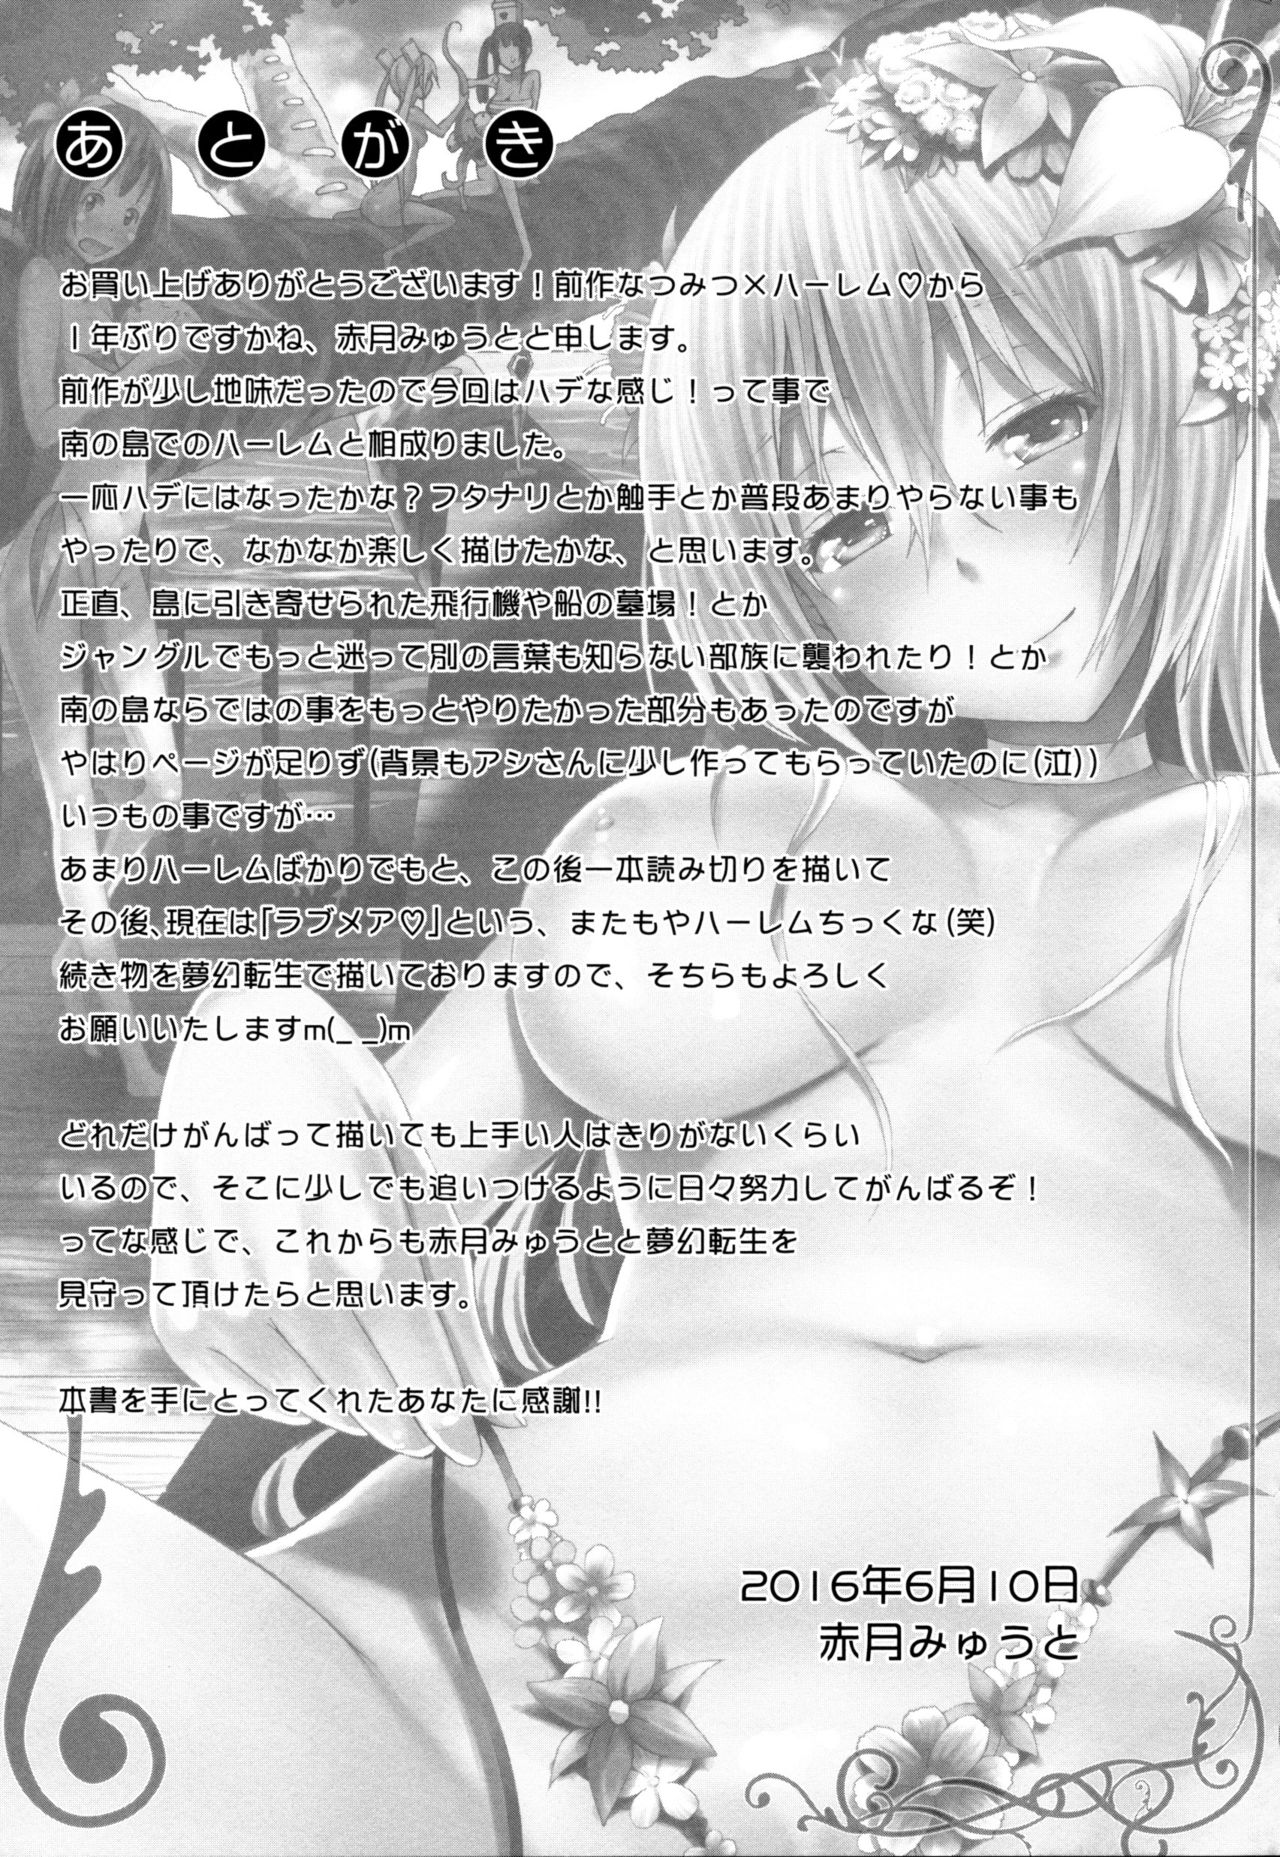 あとがき
お買い上げありがとうございます！前作なつみつ×ハーレム♡から
１年ぶりですかね、赤月みゅうとと申します。
前作が少し地味だったので今回はハデな感じ！って事で
南の島でのハーレムと相成りました。
一応ハデにはなったかな？フタナリとか触手とか普段あまりやらない事も
やったりで、なかなか楽しく描けたかな、と思います。
正直、島に引き寄せられた飛行機や船の墓場！とか
ジャングルでもっと迷って別の言葉も知らない部族に襲われたり！とか
南の島ならではの事をもっとやりたかった部分もあったのですが
やはりページが足りず(背景もアシさんに少し作ってもらっていたのに(泣))
いつもの事ですが…
あまりハーレムばかりでもと、この後一本読み切りを描いて
その後、現在は「ラブメア♡」という、またもやハーレムちっくな(笑)
続き物を夢幻転生で描いておりますので、そちらもよろしく
お願いいたしますm(_ _)m
どれだけがんばって描いても上手い人はきりがないくらい
いるので、そこに少しでも追いつけるように日々努力してがんばるぞ！
ってな感じで、これからも赤月みゅうとと夢幻転生を
見守って頂けたらと思います。
本書を手にとってくれたあなたに感謝!!
2016年6月10日
赤月みゅうと